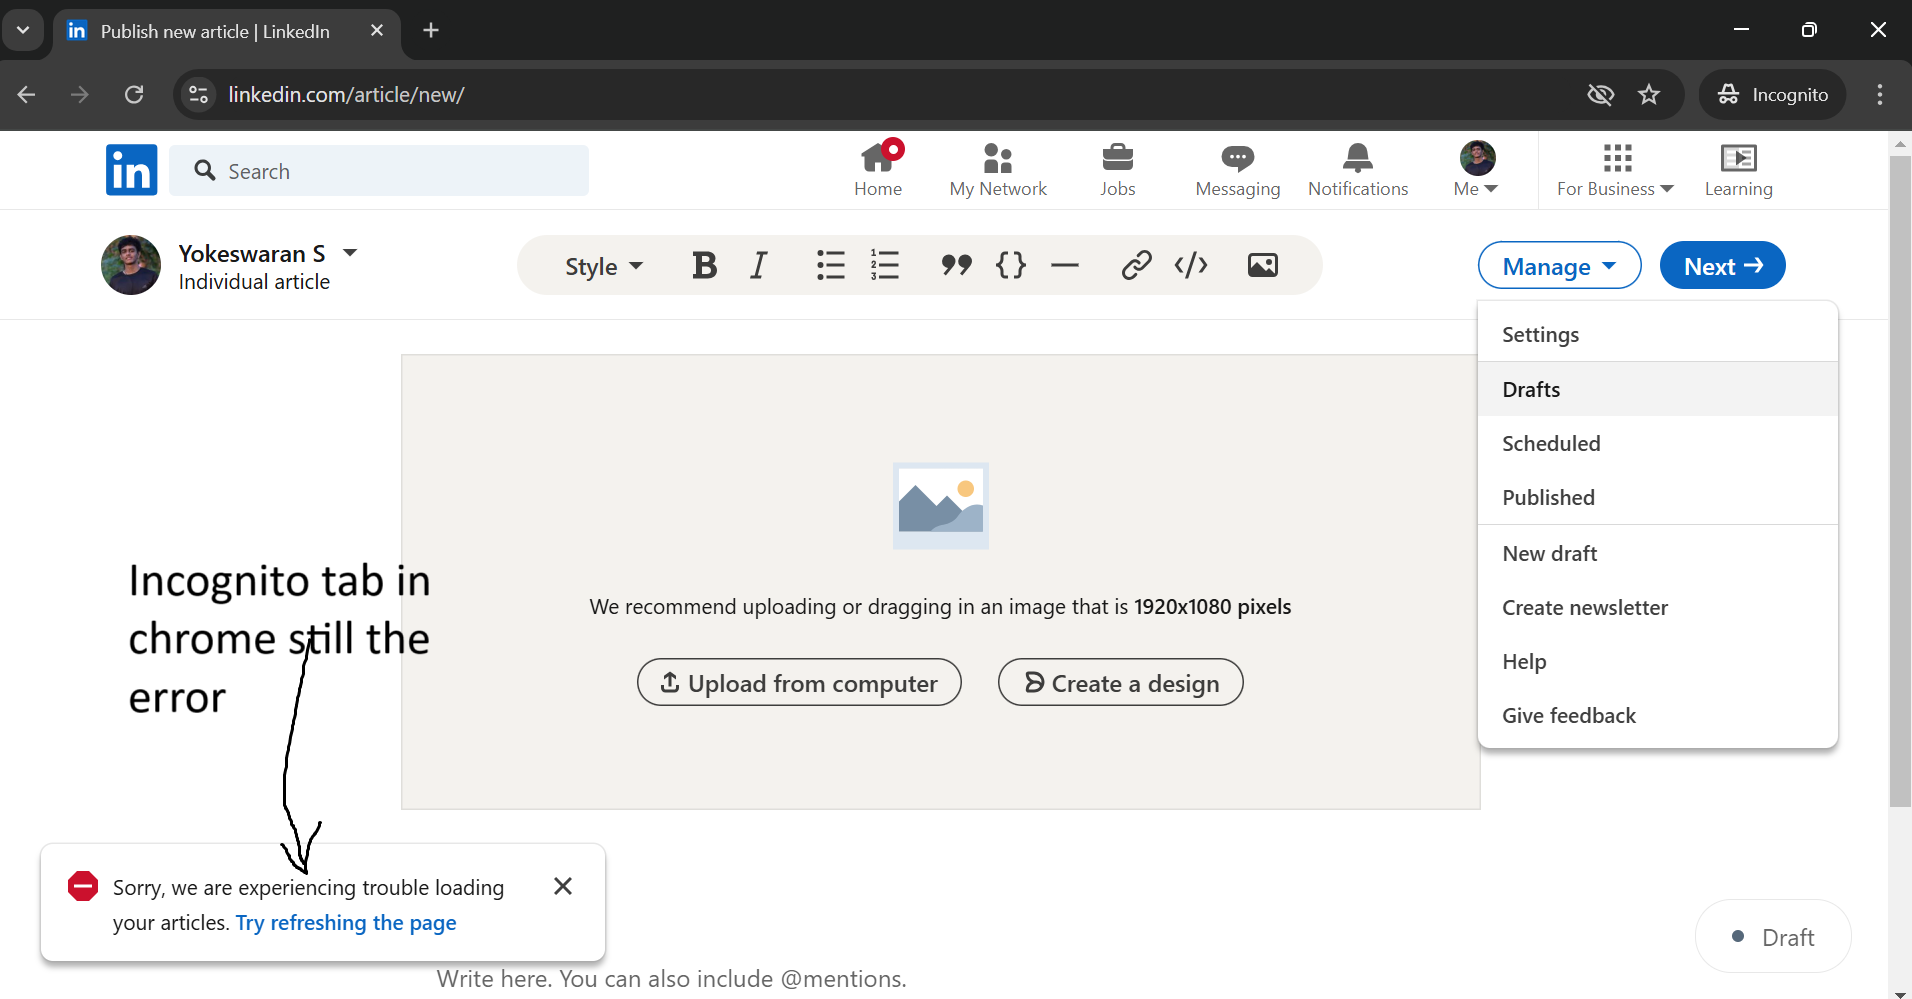 Publish new article | LinkedIn
linkedin.com/article/new/
Incognito
in
Search
Home
My Network
Jobs
Messaging
Notifications
Me
For Business
Learning
Yokeswaran S
Individual article
Style
B I
1
2
3
{} </>
Manage
Next →
Settings
Drafts
Scheduled
Published
New draft
Create newsletter
Help
Give feedback
We recommend uploading or dragging in an image that is 1920x1080 pixels
Upload from computer
Create a design
Incognito tab in
chrome still the
error
Sorry, we are experiencing trouble loading
your articles. Try refreshing the page
Draft
Write here. You can also include @mentions.